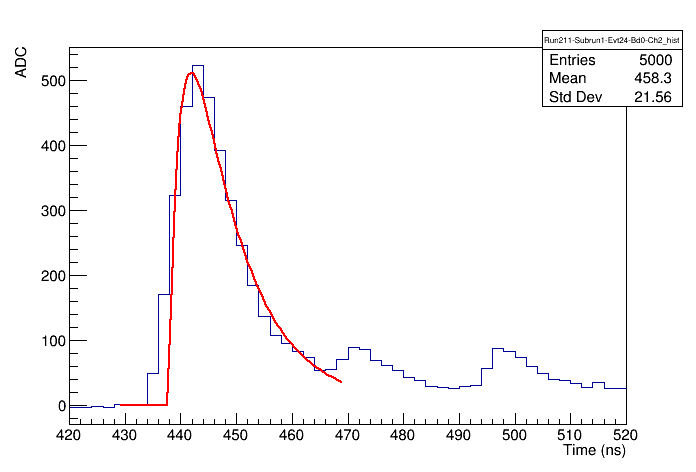 Run211-Subrun1-Evt24-Bd0-Ch2_hist
Entries 5000
Mean 458.3
Std Dev 21.56
ADC
500
400
300
200
100
0
420 430 440 450 460 470 480 490 500 510 520
Time (ns)